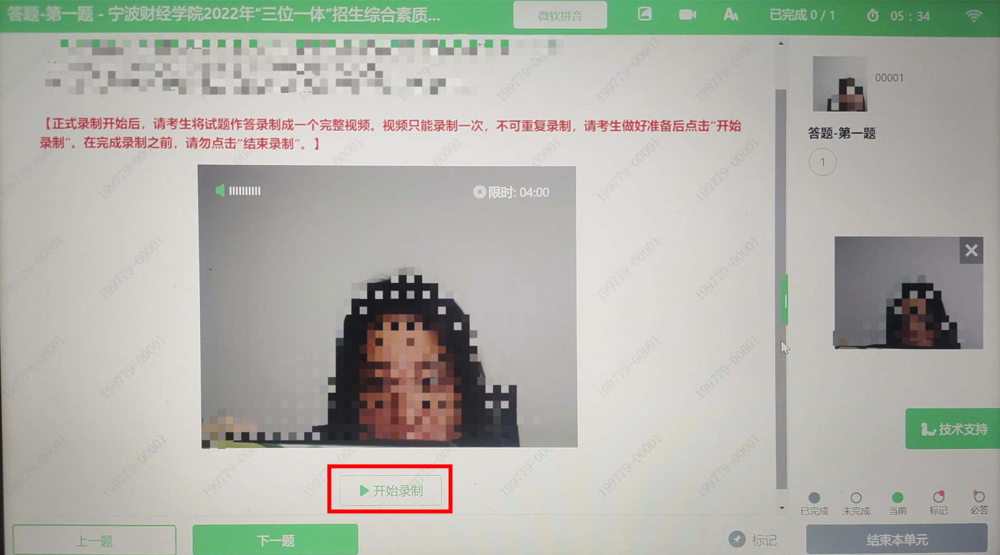 答题-第一题 - 宁波财经学院2022年“三位一体”招生综合素质...
微软拼音
已完成 0 / 1
05 : 34
00001
【正式录制开始后，请考生将试题作答录制成一个完整视频。视频只能录制一次，不可重复录制，请考生做好准备后点击“开始
录制”。在完成录制之前，请勿点击“结束录制”。】
答题-第一题
1
限时: 04:00
技术支持
开始录制
已完成 未完成 当前 标记 必答
上一题
下一题
标记
结束本单元
199779-00001